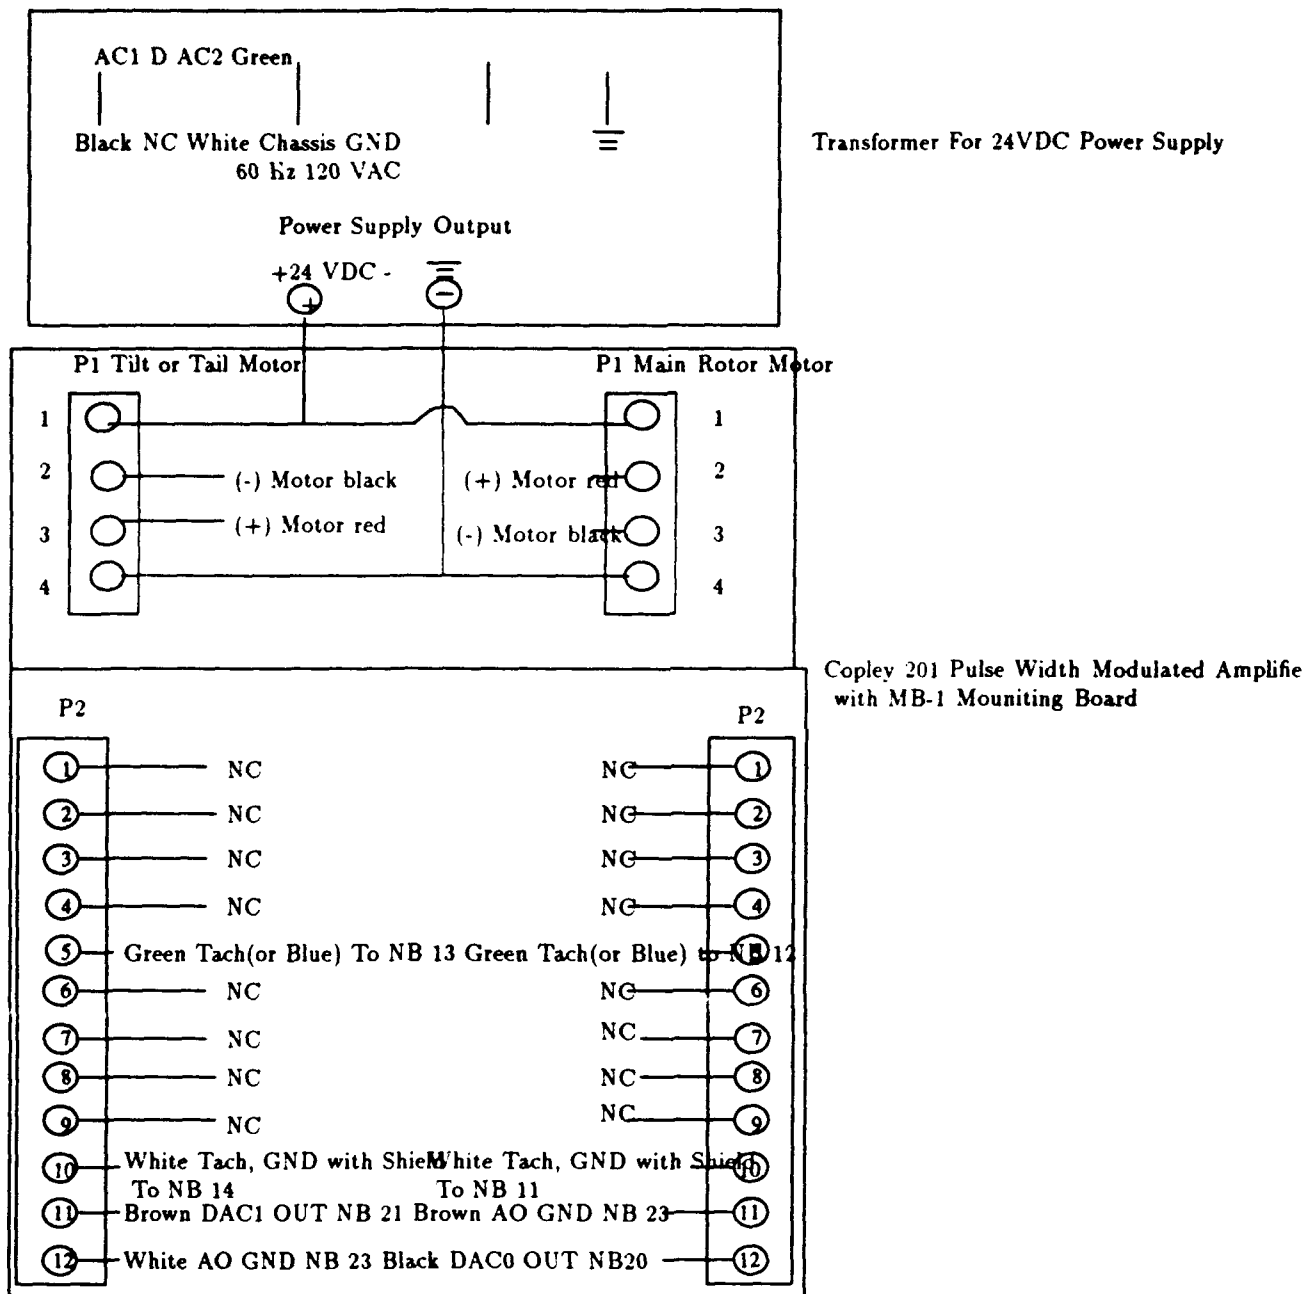 AC1 D AC2 Green
Black NC White Chassis GND
60 Hz 120 VAC
Transformer For 24VDC Power Supply
Power Supply Output
+24 VDC -
+ −
P1 Tilt or Tail Motor P1 Main Rotor Motor
1 1
2 (-) Motor black (+) Motor red 2
3 (+) Motor red (-) Motor black 3
4 4
Copley 201 Pulse Width Modulated Amplifie
with MB-1 Mouniting Board
P2 P2
1 NC NC 1
2 NC NC 2
3 NC NC 3
4 NC NC 4
5 Green Tach(or Blue) To NB 13 Green Tach(or Blue) to NB 12 5
6 NC NC 6
7 NC NC 7
8 NC NC 8
9 NC NC 9
10 White Tach, GND with Shield White Tach, GND with Shield 10
To NB 14 To NB 11
11 Brown DAC1 OUT NB 21 Brown AO GND NB 23 11
12 White AO GND NB 23 Black DAC0 OUT NB20 12